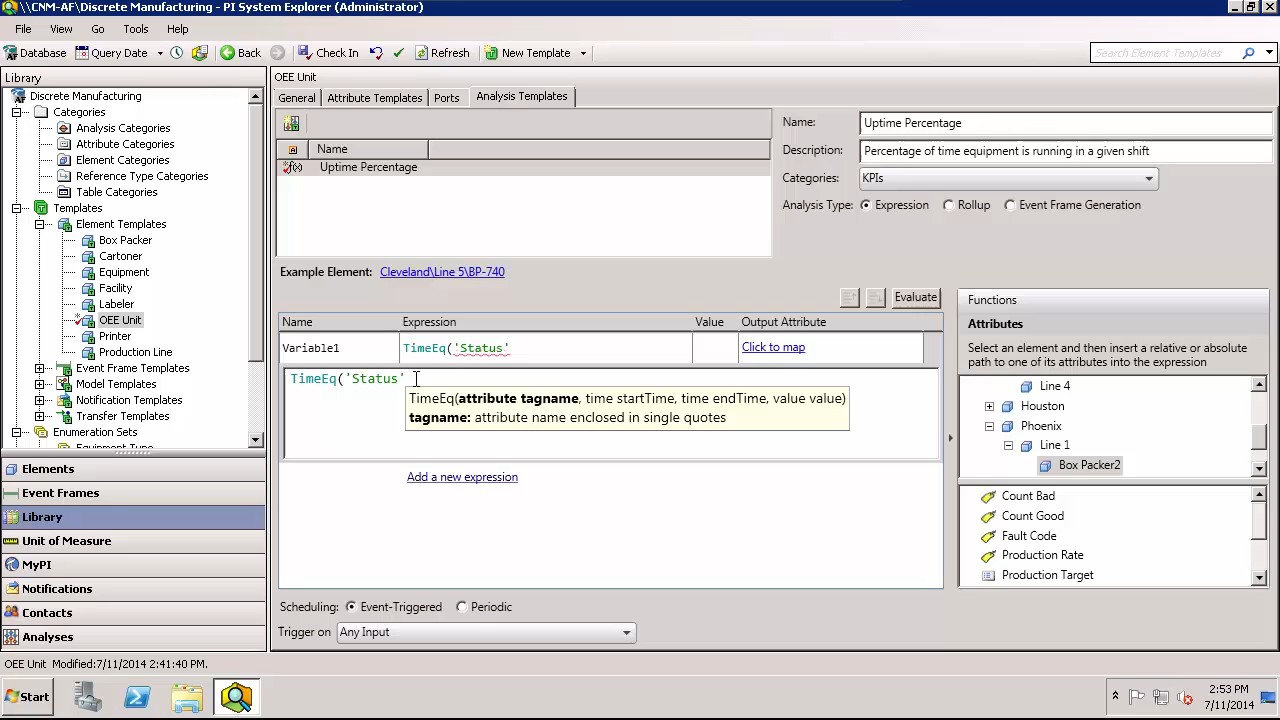 \\CNM-AF\Discrete Manufacturing - PI System Explorer (Administrator)
File View Go Tools Help
Database Query Date Back Check In Refresh New Template Search Element Templates
Library
Discrete Manufacturing
Categories
Analysis Categories
Attribute Categories
Element Categories
Reference Type Categories
Table Categories
Templates
Element Templates
Box Packer
Cartoner
Equipment
Facility
Labeler
OEE Unit
Printer
Production Line
Event Frame Templates
Model Templates
Notification Templates
Transfer Templates
Enumeration Sets
Elements
Event Frames
Library
Unit of Measure
MyPI
Notifications
Contacts
Analyses
OEE Unit
General Attribute Templates Ports Analysis Templates
Name
f(x) Uptime Percentage
Name: Uptime Percentage
Description: Percentage of time equipment is running in a given shift
Categories: KPIs
Analysis Type: Expression Rollup Event Frame Generation
Example Element: Cleveland\Line 5\BP-740
Evaluate
Name Expression Value Output Attribute
Variable1 TimeEq('Status' Click to map
TimeEq('Status'
TimeEq(attribute tagname, time startTime, time endTime, value value)
tagname: attribute name enclosed in single quotes
Add a new expression
Functions
Attributes
Select an element and then insert a relative or absolute
path to one of its attributes into the expression
Line 4
Houston
Phoenix
Line 1
Box Packer2
Count Bad
Count Good
Fault Code
Production Rate
Production Target
Scheduling: Event-Triggered Periodic
Trigger on Any Input
OEE Unit Modified:7/11/2014 2:41:40 PM.
Start
2:53 PM
7/11/2014